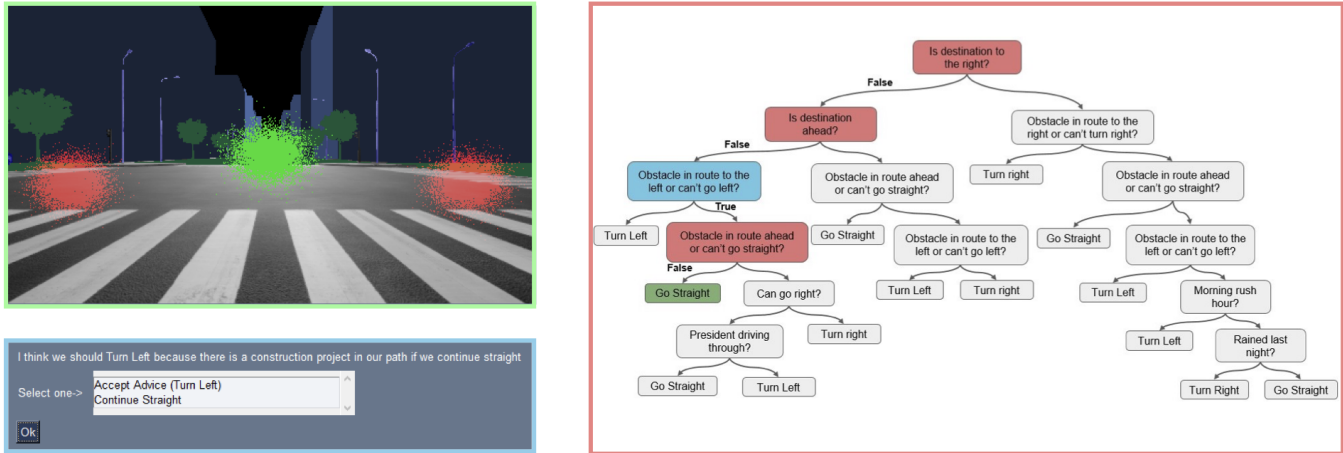 I think we should Turn Left because there is a construction project in our path if we continue straight
Select one->
Accept Advice (Turn Left)
Continue Straight
Ok
Is destination to
the right?
False
Is destination
ahead?
Obstacle in route to the
right or can't turn right?
False
Obstacle in route to the
left or can't go left?
Obstacle in route ahead
or can't go straight?
Turn right
Obstacle in route ahead
or can't go straight?
True
Turn Left
Obstacle in route ahead
or can't go straight?
Go Straight
Obstacle in route to the
left or can't go left?
Go Straight
Obstacle in route to the
left or can't go left?
False
Go Straight
Can go right?
Turn Left
Turn right
Turn Left
Morning rush
hour?
President driving
through?
Turn right
Turn Left
Rained last
night?
Go Straight
Turn Left
Turn Right
Go Straight